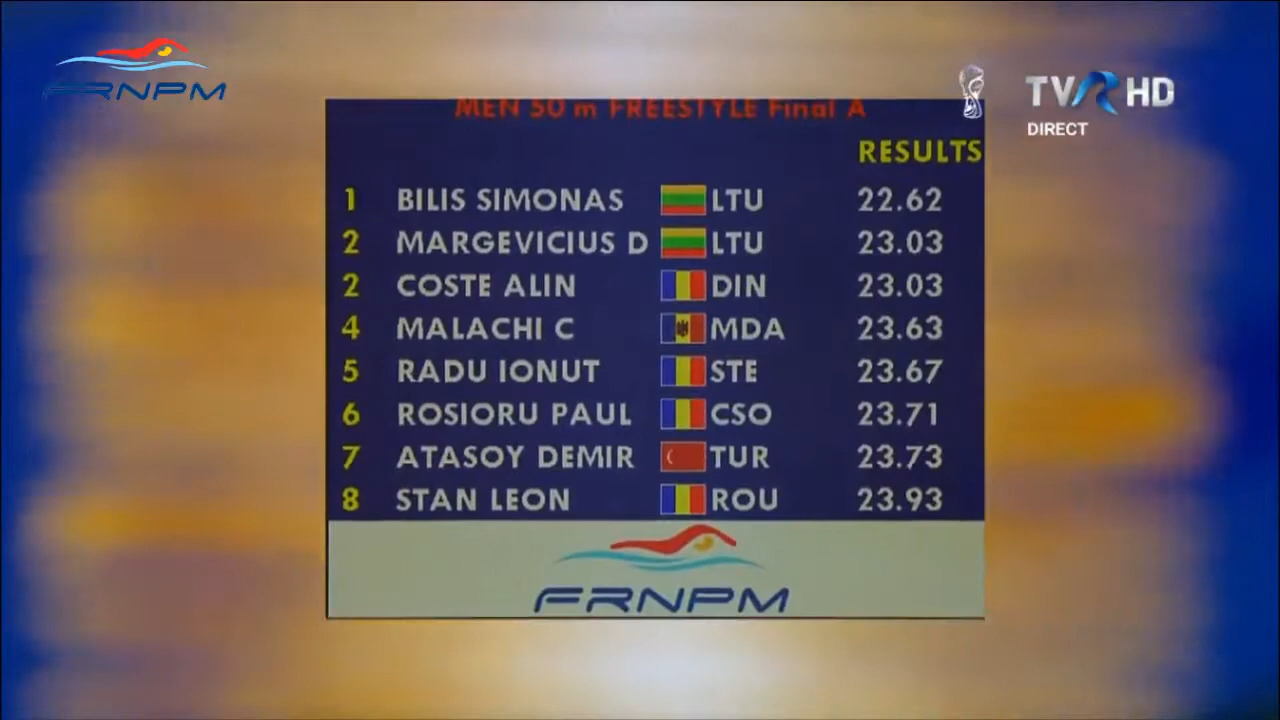 FRNPM
TVR HD
DIRECT
MEN 50 m FREESTYLE Final A
RESULTS
1 BILIS SIMONAS LTU 22.62
2 MARGEVICIUS D LTU 23.03
2 COSTE ALIN DIN 23.03
4 MALACHI C MDA 23.63
5 RADU IONUT STE 23.67
6 ROSIORU PAUL CSO 23.71
7 ATASOY DEMIR TUR 23.73
8 STAN LEON ROU 23.93
FRNPM